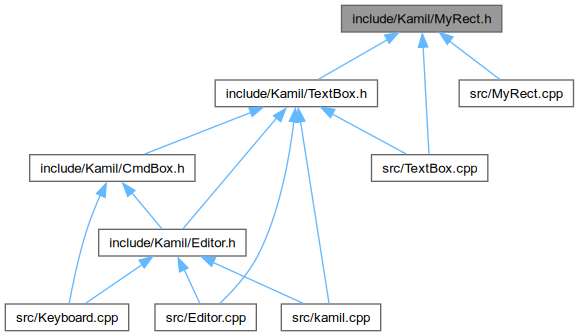 include/Kamil/MyRect.h
include/Kamil/TextBox.h
src/MyRect.cpp
include/Kamil/CmdBox.h
src/TextBox.cpp
include/Kamil/Editor.h
src/Keyboard.cpp
src/Editor.cpp
src/kamil.cpp